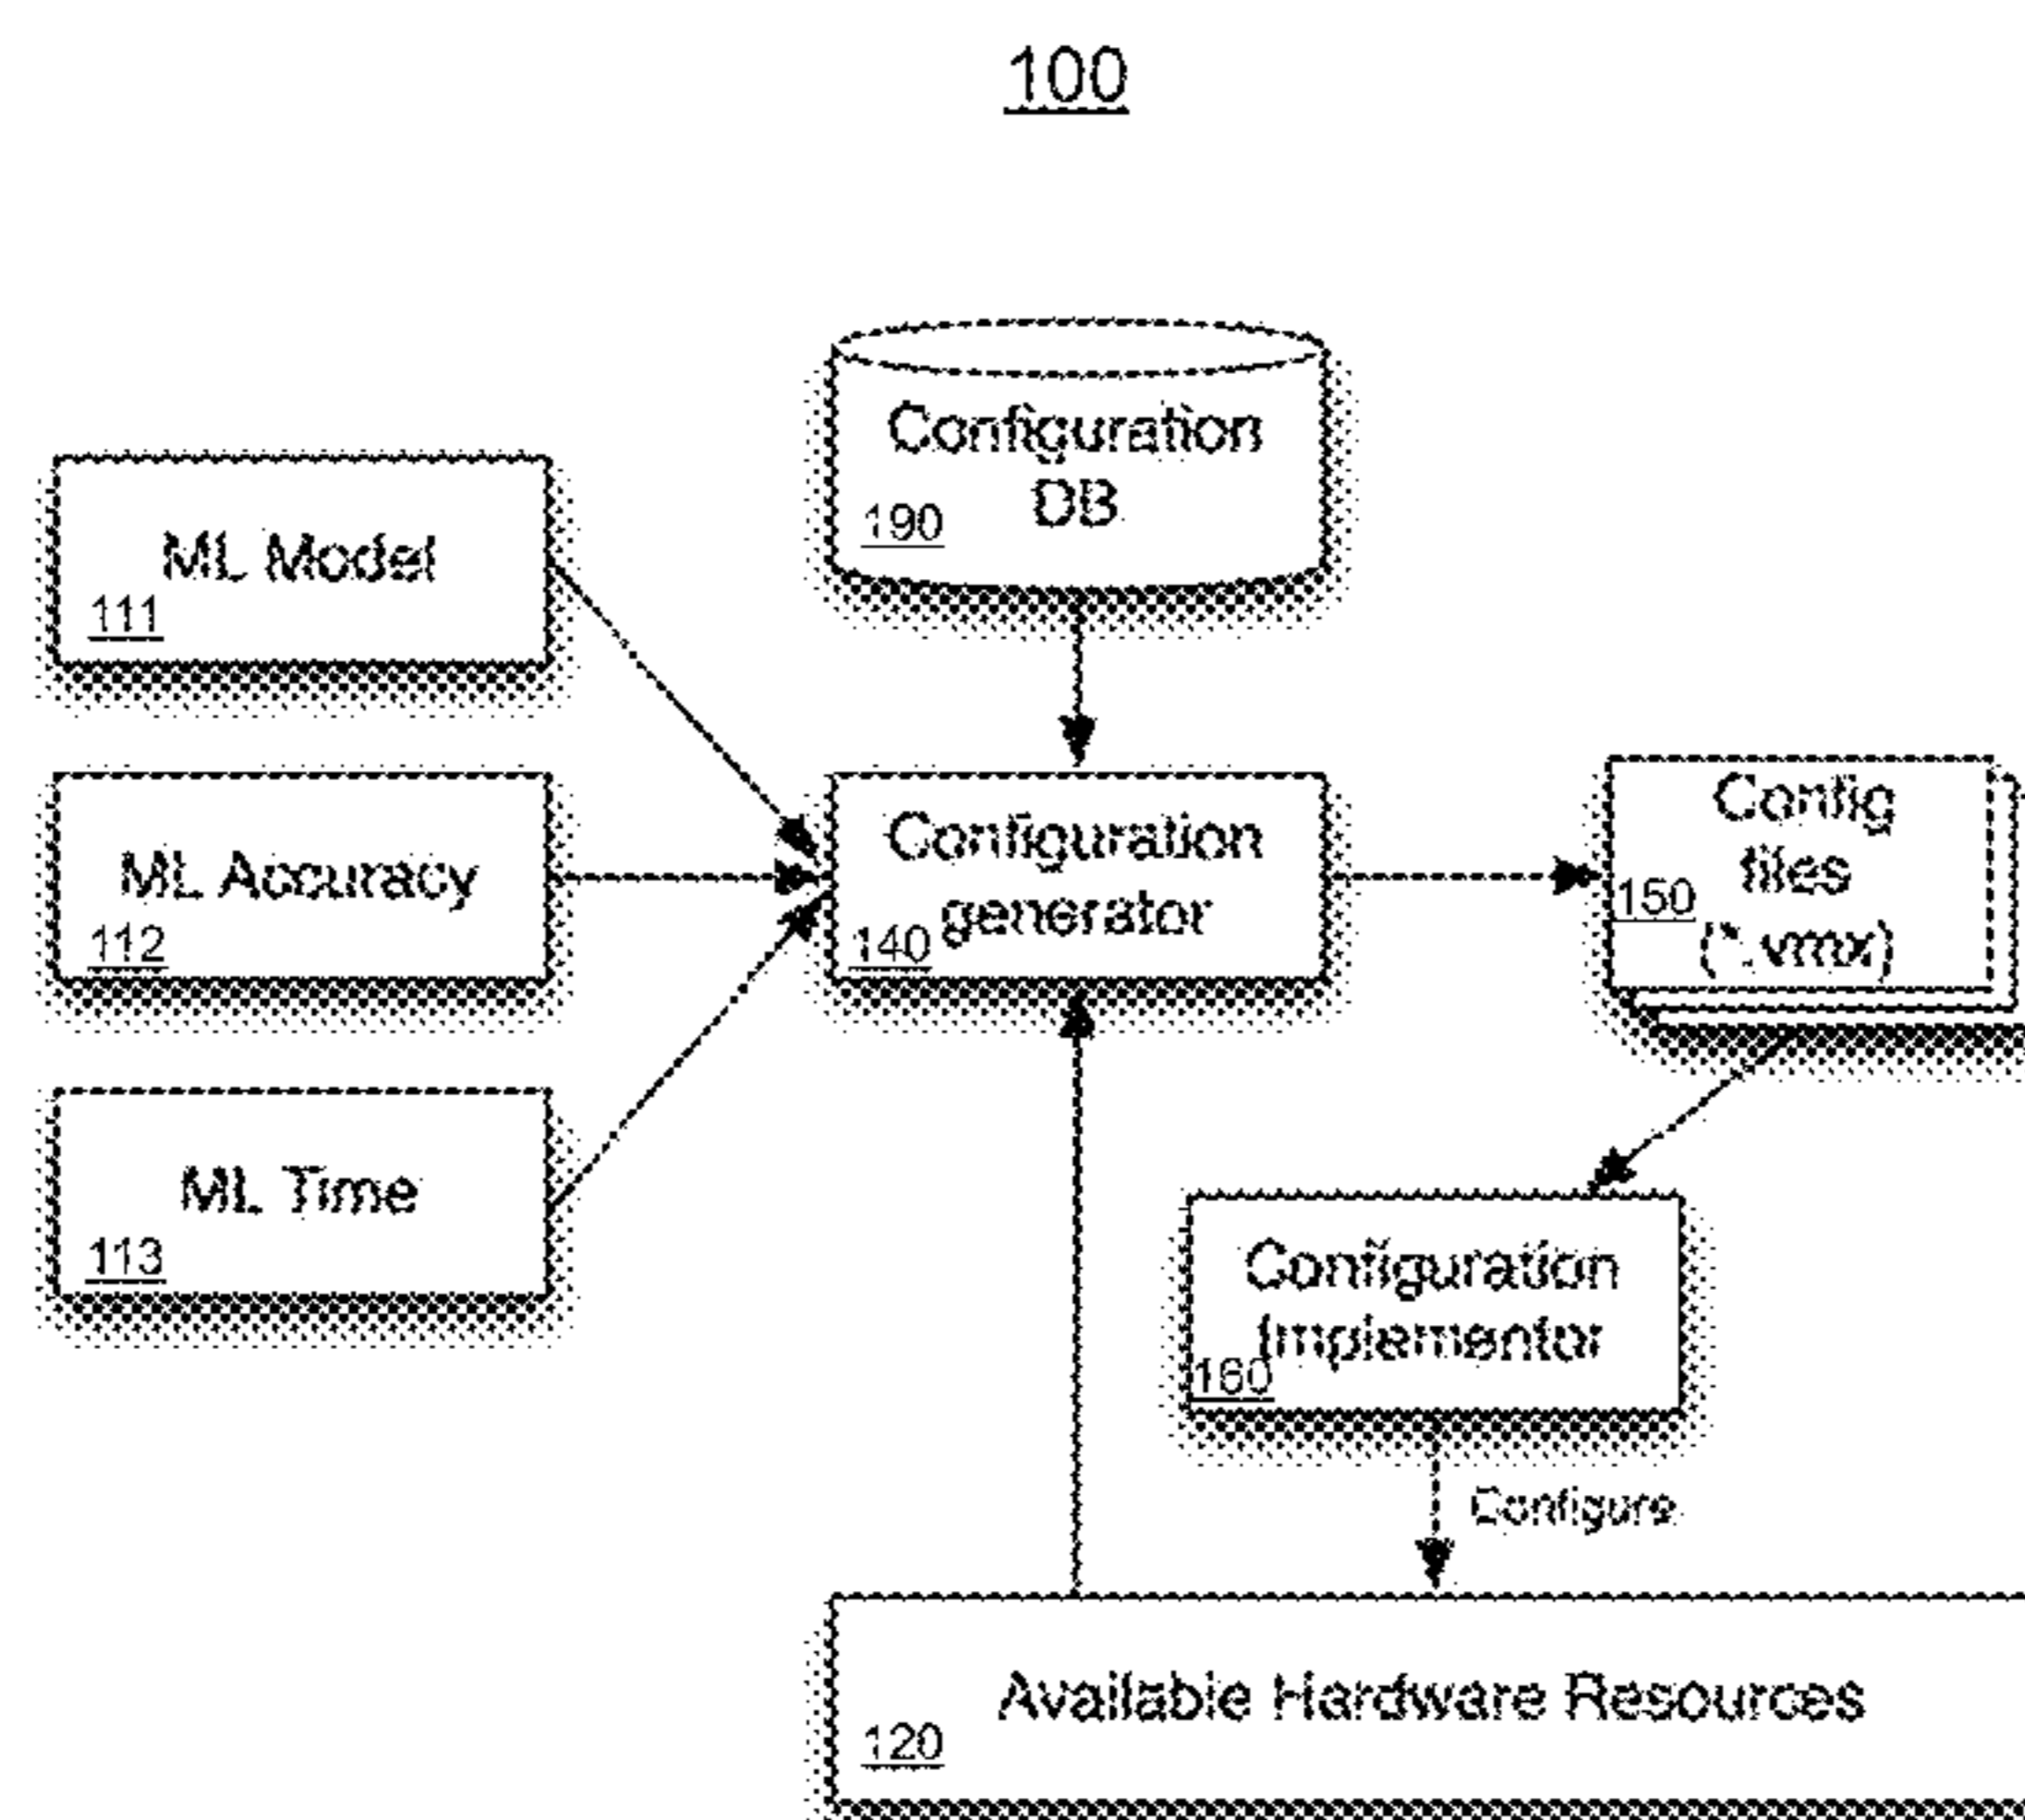 100
Configuration
DB
190
ML Model
111
ML Accuracy
112
ML Time
113
Configuration
generator
140
Config
files
150
(*.vmx)
Configuration
Implementor
160
Configure
Available Hardware Resources
120